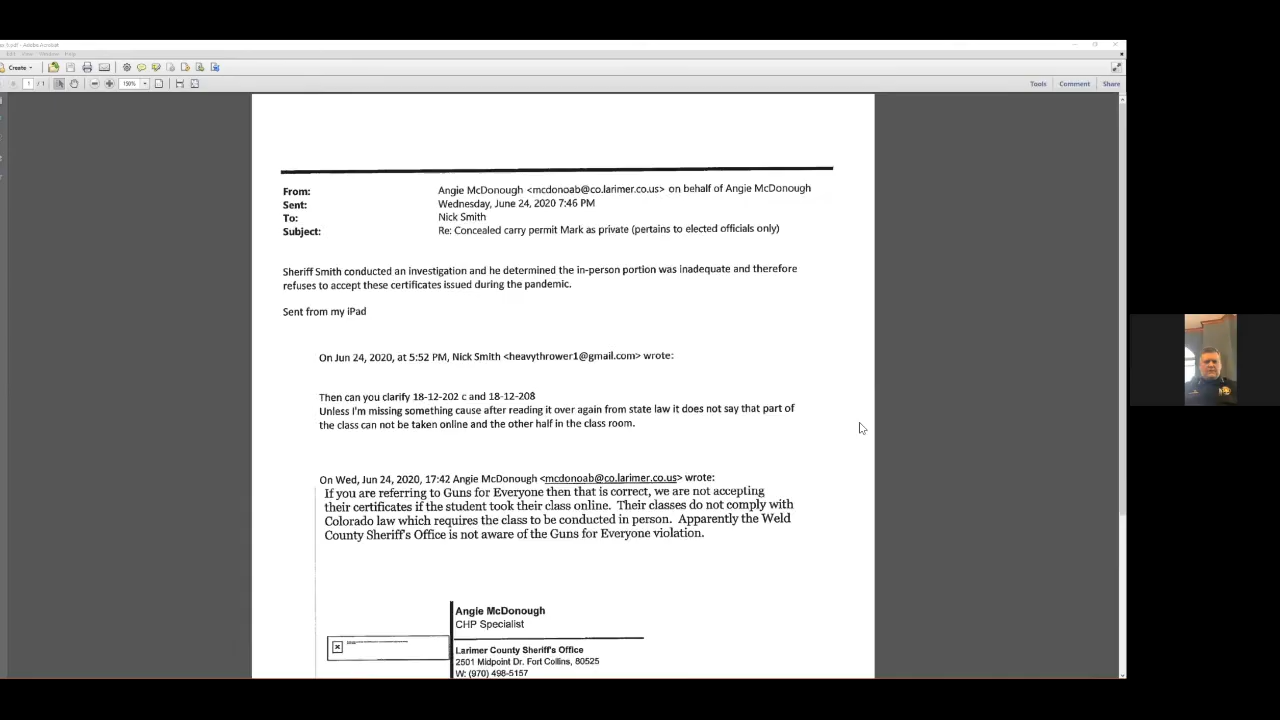 Create
1 / 1
150%
Tools
Comment
Share
From: Angie McDonough <mcdonoab@co.larimer.co.us> on behalf of Angie McDonough
Sent: Wednesday, June 24, 2020 7:46 PM
To: Nick Smith
Subject: Re: Concealed carry permit Mark as private (pertains to elected officials only)
Sheriff Smith conducted an investigation and he determined the in-person portion was inadequate and therefore
refuses to accept these certificates issued during the pandemic.
Sent from my iPad
On Jun 24, 2020, at 5:52 PM, Nick Smith <heavythrower1@gmail.com> wrote:
Then can you clarify 18-12-202 c and 18-12-208
Unless I'm missing something cause after reading it over again from state law it does not say that part of
the class can not be taken online and the other half in the class room.
On Wed, Jun 24, 2020, 17:42 Angie McDonough <mcdonoab@co.larimer.co.us> wrote:
If you are referring to Guns for Everyone then that is correct, we are not accepting
their certificates if the student took their class online. Their classes do not comply with
Colorado law which requires the class to be conducted in person. Apparently the Weld
County Sheriff's Office is not aware of the Guns for Everyone violation.
Angie McDonough
CHP Specialist
Larimer County Sheriff's Office
2501 Midpoint Dr. Fort Collins, 80525
W: (970) 498-5157